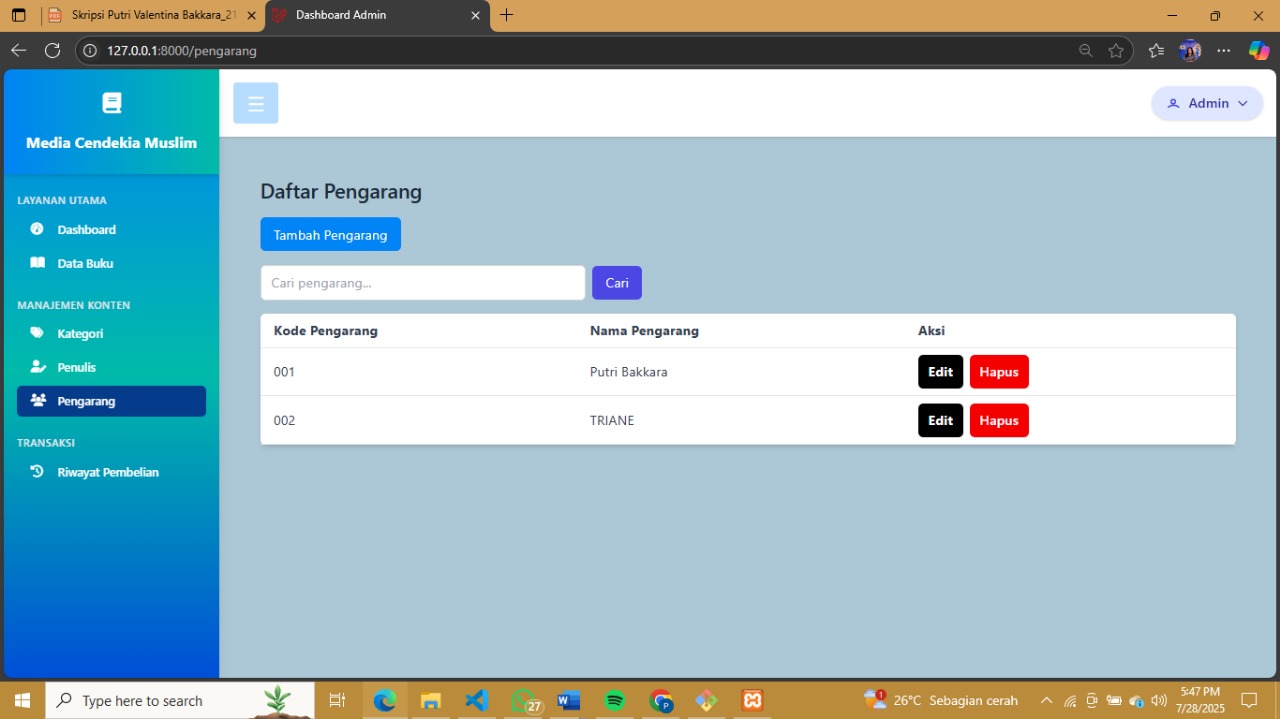 Skripsi Putri Valentina Bakkara_21
Dashboard Admin
127.0.0.1:8000/pengarang
Media Cendekia Muslim
Admin
LAYANAN UTAMA
Dashboard
Data Buku
MANAJEMEN KONTEN
Kategori
Penulis
Pengarang
TRANSAKSI
Riwayat Pembelian
Daftar Pengarang
Tambah Pengarang
Cari pengarang... Cari
Kode Pengarang Nama Pengarang Aksi
001 Putri Bakkara Edit Hapus
002 TRIANE Edit Hapus
Type here to search
27
1
26°C Sebagian cerah
5:47 PM
7/28/2025